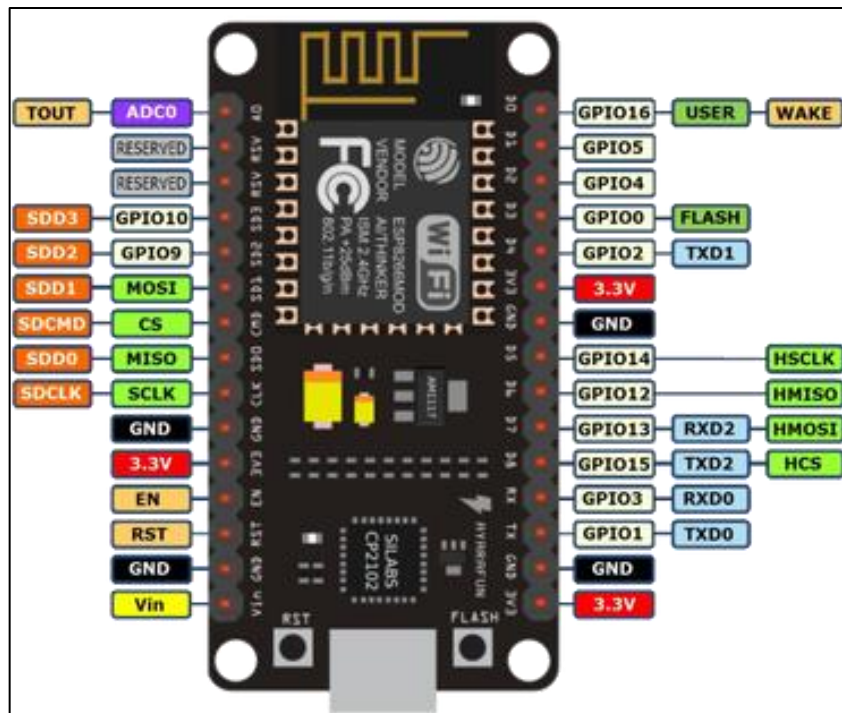 TOUT ADC0 A0
RESERVED RSV
RESERVED RSV
SDD3 GPIO10 SD3
SDD2 GPIO9 SD2
SDD1 MOSI SD1
SDCMD CS CMD
SDD0 MISO SD0
SDCLK SCLK CLK
GND GND
3.3V 3V3
EN EN
RST RST
GND GND
Vin Vin
D0 GPIO16 USER WAKE
D1 GPIO5
D2 GPIO4
D3 GPIO0 FLASH
D4 GPIO2 TXD1
3V3 3.3V
GND GND
D5 GPIO14 HSCLK
D6 GPIO12 HMISO
D7 GPIO13 RXD2 HMOSI
D8 GPIO15 TXD2 HCS
RX GPIO3 RXD0
TX GPIO1 TXD0
GND GND
3V3 3.3V
MODEL ESP8266MOD
VENDOR AI/THINKER
ISM 2.4GHz
PA +25dBm
802.11b/g/n
FC
WiFi
AM1117
SILABS
CP2102
RST
FLASH